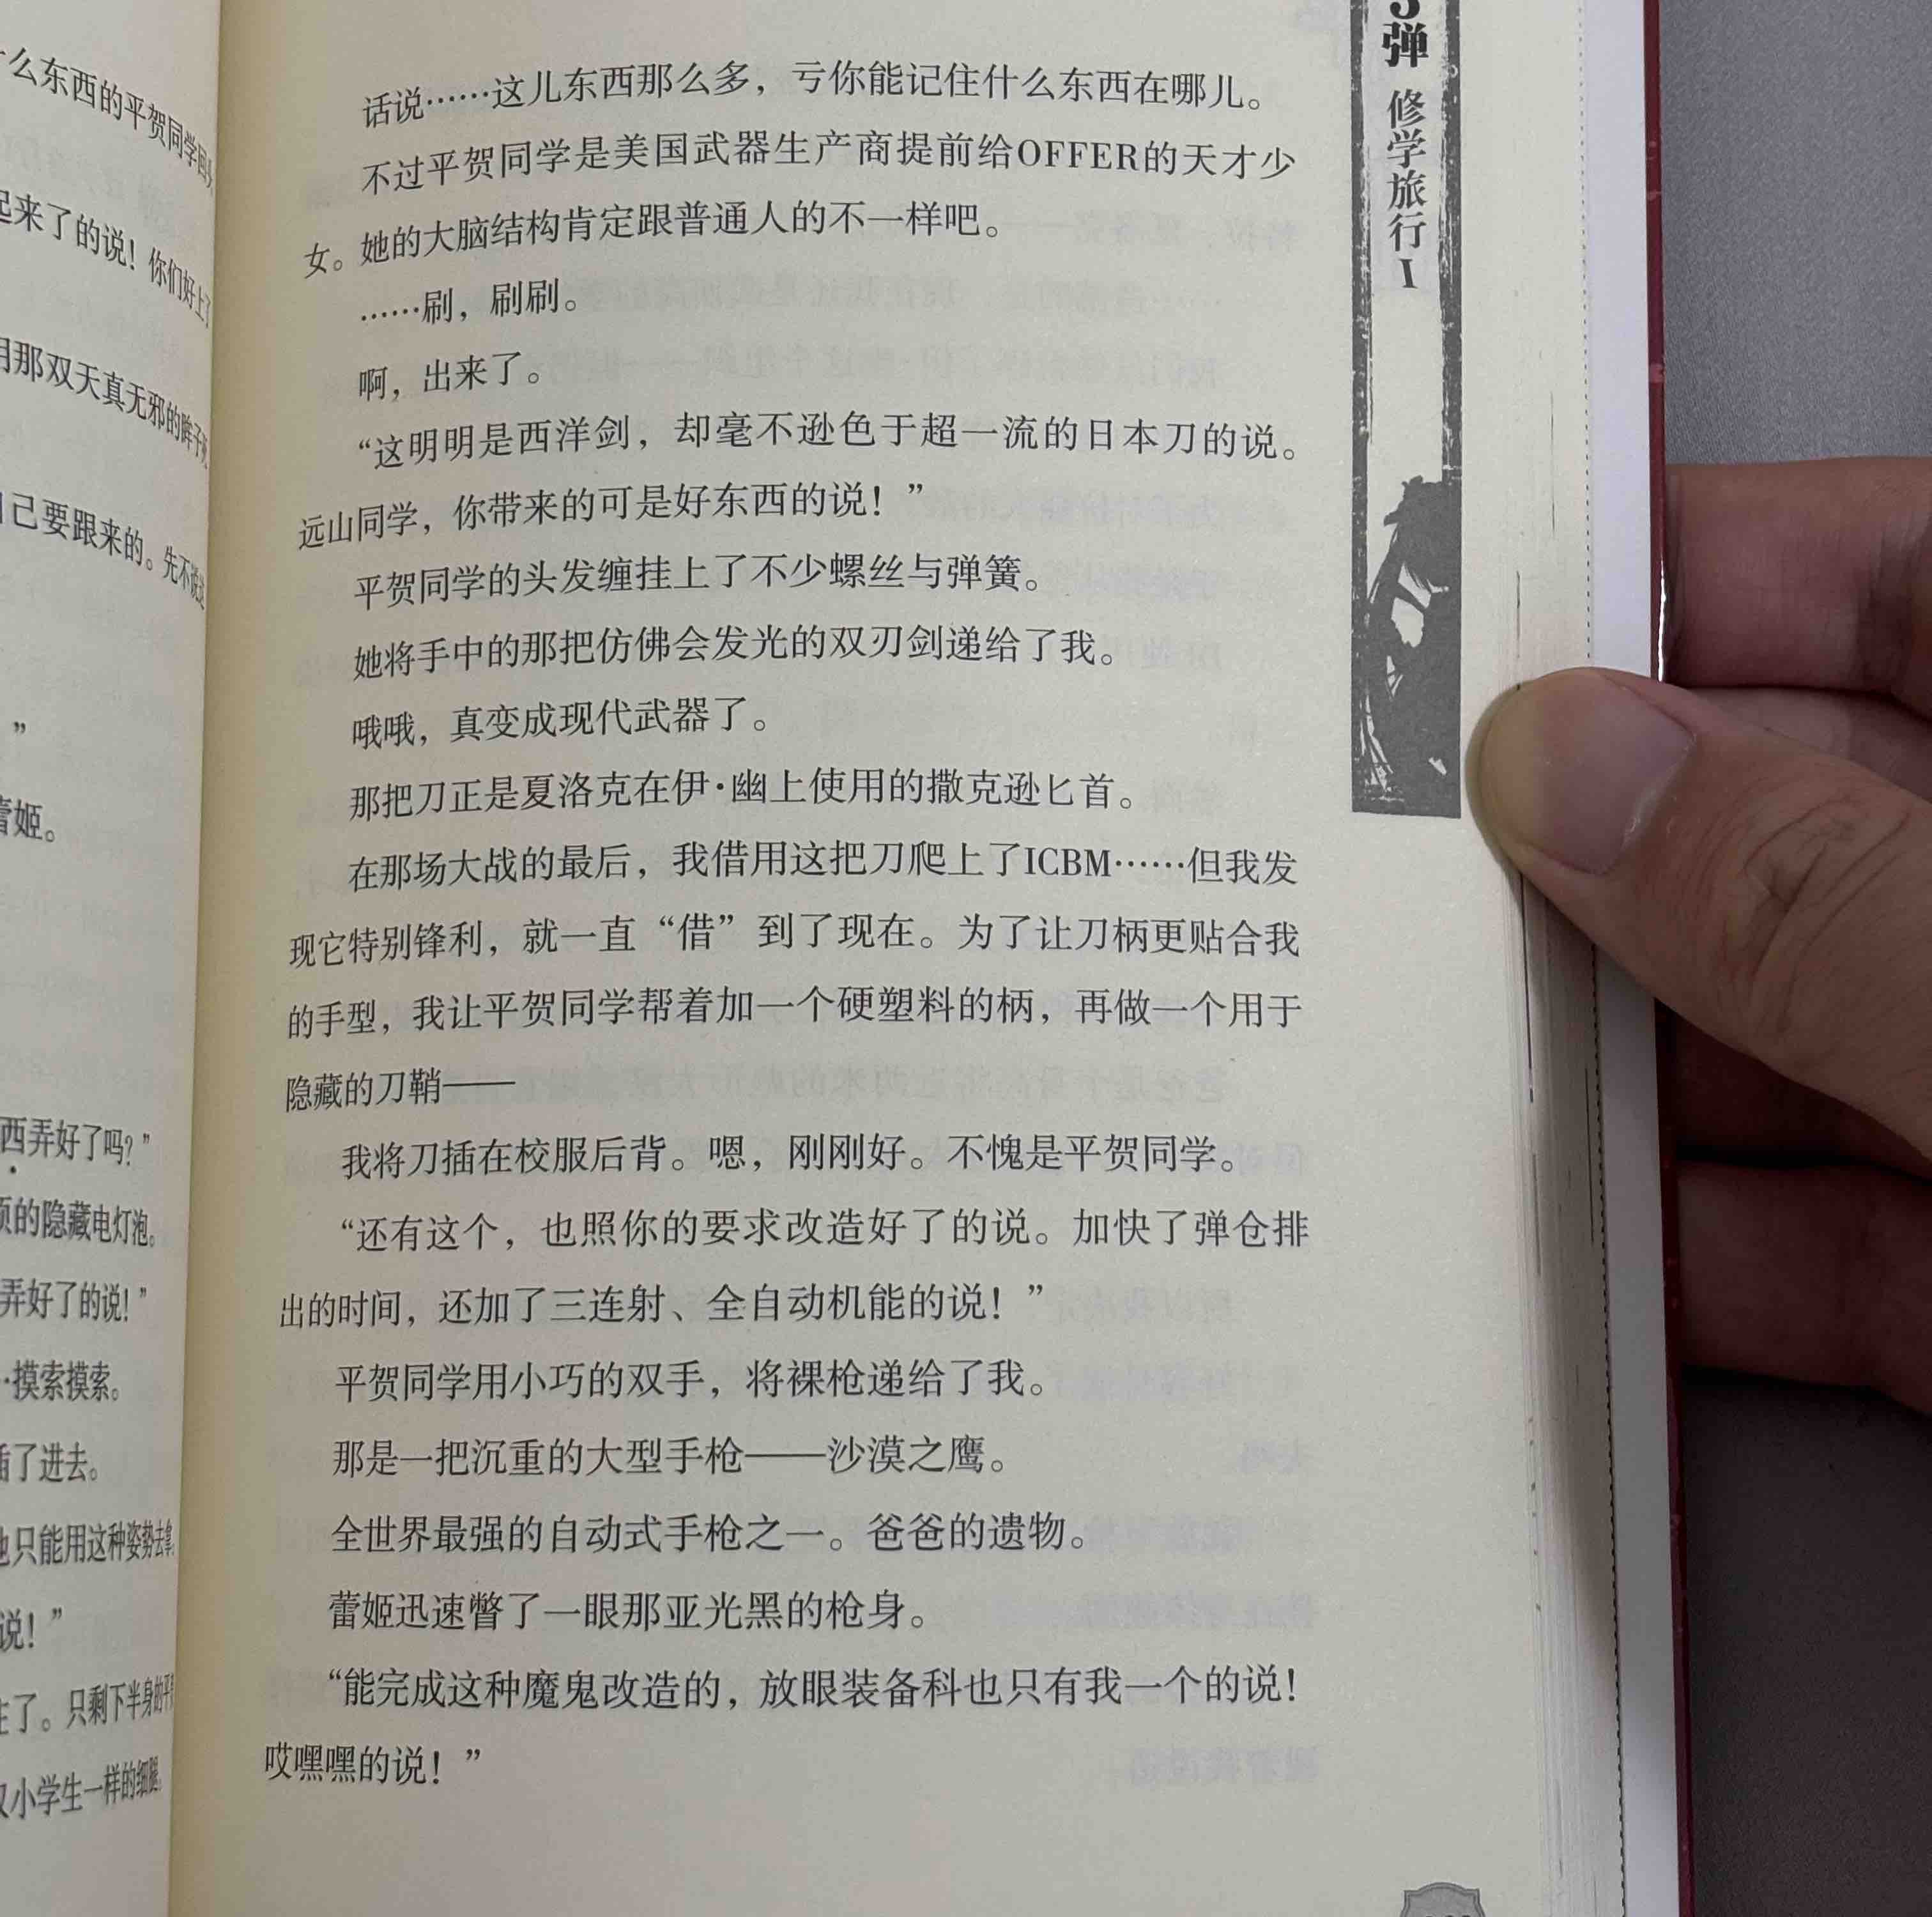 么东西的平贺同学回
起来了的说！你们好上了
用那双天真无邪的眸子
己要跟来的。先不说这
”
蕾姬。
西弄好了吗？”
的隐藏电灯泡。
弄好了的说！”
·摸索摸索。
了进去。
也只能用这种姿势去拿
说！”
住了。只剩下半身的平
小学生一样的细腿
话说……这儿东西那么多，亏你能记住什么东西在哪儿。
不过平贺同学是美国武器生产商提前给OFFER的天才少
女。她的大脑结构肯定跟普通人的不一样吧。
……刷，刷刷。
啊，出来了。
“这明明是西洋剑，却毫不逊色于超一流的日本刀的说。
远山同学，你带来的可是好东西的说！”
平贺同学的头发缠挂上了不少螺丝与弹簧。
她将手中的那把仿佛会发光的双刃剑递给了我。
哦哦，真变成现代武器了。
那把刀正是夏洛克在伊·幽上使用的撒克逊匕首。
在那场大战的最后，我借用这把刀爬上了ICBM……但我发
现它特别锋利，就一直“借”到了现在。为了让刀柄更贴合我
的手型，我让平贺同学帮着加一个硬塑料的柄，再做一个用于
隐藏的刀鞘——
我将刀插在校服后背。嗯，刚刚好。不愧是平贺同学。
“还有这个，也照你的要求改造好了的说。加快了弹仓排
出的时间，还加了三连射、全自动机能的说！”
平贺同学用小巧的双手，将裸枪递给了我。
那是一把沉重的大型手枪——沙漠之鹰。
全世界最强的自动式手枪之一。爸爸的遗物。
蕾姬迅速瞥了一眼那亚光黑的枪身。
“能完成这种魔鬼改造的，放眼装备科也只有我一个的说！
哎嘿嘿的说！”
弹 修学旅行 I